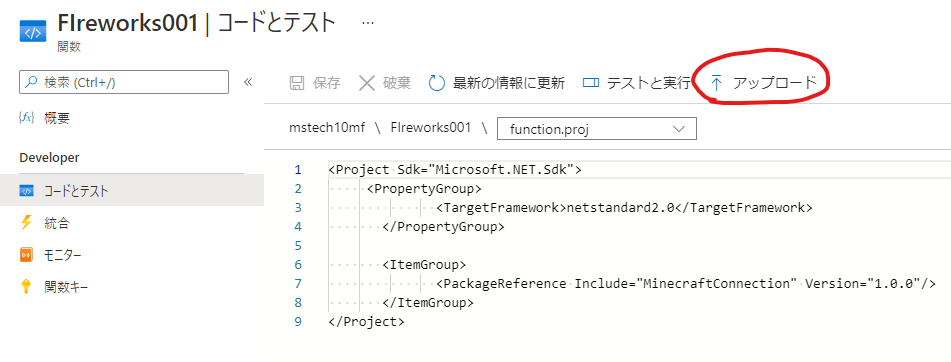 FIreworks001 | コードとテスト ...
関数
検索 (Ctrl+/) «
概要
Developer
コードとテスト
統合
モニター
関数キー
保存 破棄 最新の情報に更新 テストと実行 アップロード
mstech10mf \ FIreworks001 \ function.proj
1 <Project Sdk="Microsoft.NET.Sdk">
2 <PropertyGroup>
3 <TargetFramework>netstandard2.0</TargetFramework>
4 </PropertyGroup>
5
6 <ItemGroup>
7 <PackageReference Include="MinecraftConnection" Version="1.0.0"/>
8 </ItemGroup>
9 </Project>